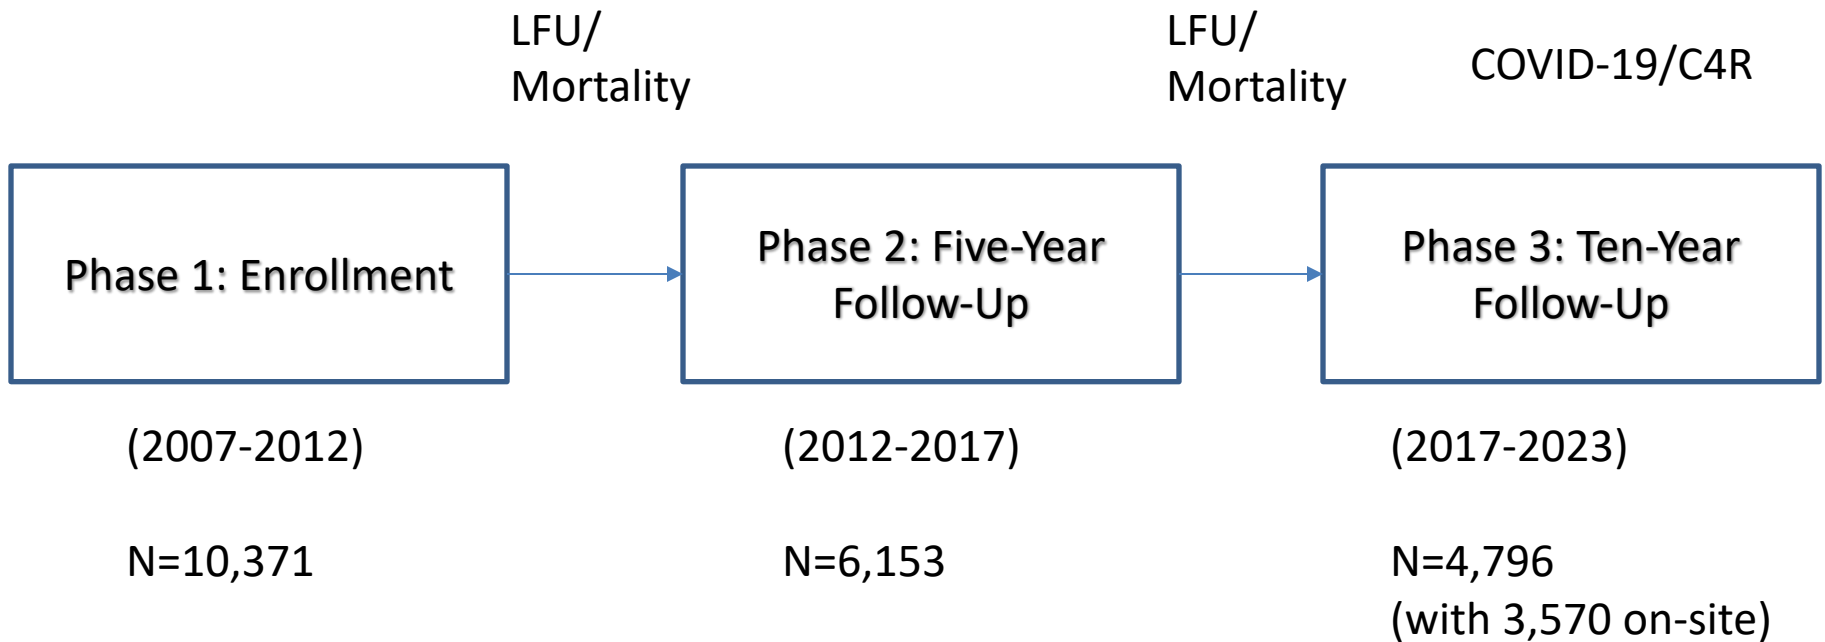 LFU/
Mortality
LFU/
Mortality
COVID-19/C4R
Phase 1: Enrollment
Phase 2: Five-Year
Follow-Up
Phase 3: Ten-Year
Follow-Up
(2007-2012)
(2012-2017)
(2017-2023)
N=10,371
N=6,153
N=4,796
(with 3,570 on-site)